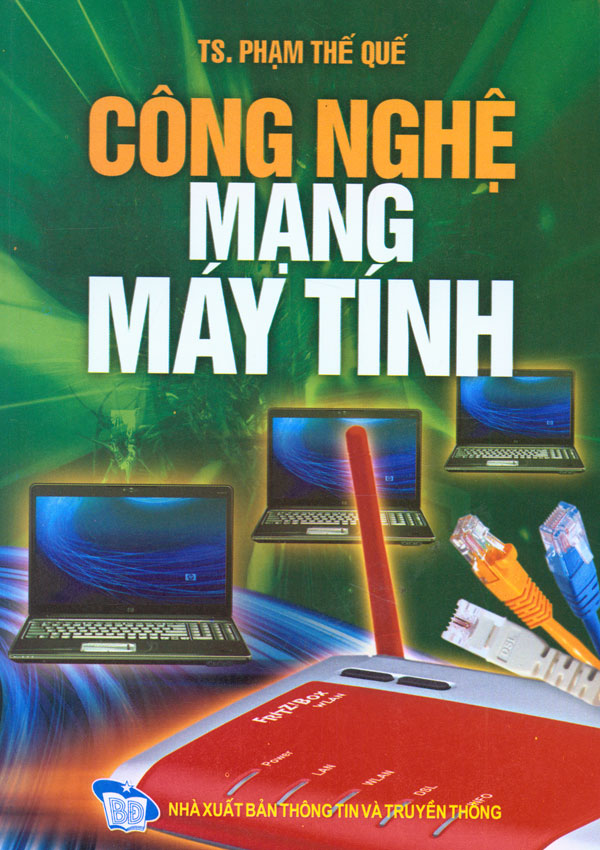 TS. PHẠM THẾ QUẾ
CÔNG NGHỆ
MẠNG
MÁY TÍNH
FRITZ!Box
WLAN
Power
LAN
WLAN
DSL
INFO
DSL
BĐ
NHÀ XUẤT BẢN THÔNG TIN VÀ TRUYỀN THÔNG